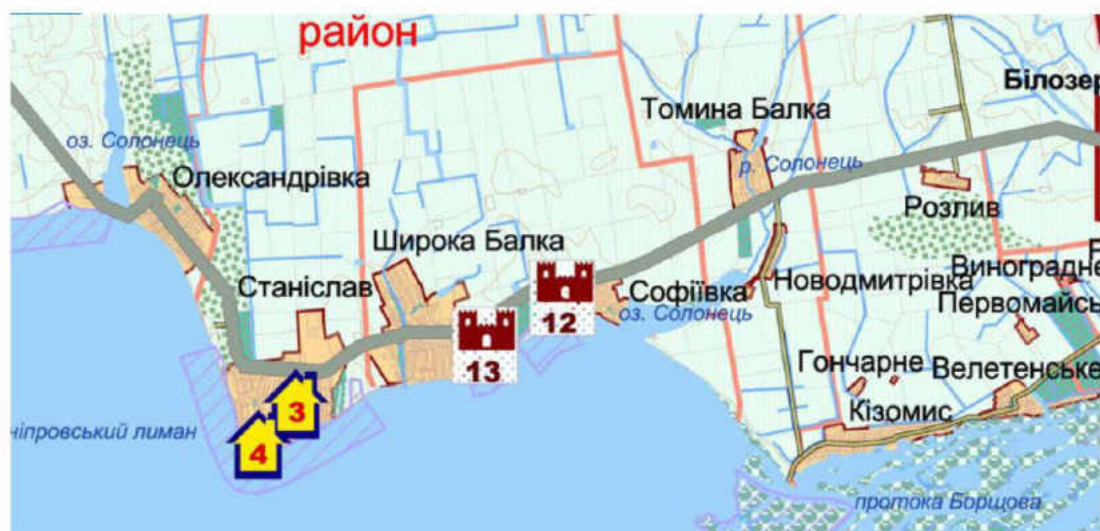 район
Білозер
Томина Балка
оз. Солонець
р. Солонець
Олександрівка
Розлив
Широка Балка
Станіслав
Софіївка
Новодмитрівка
Виноградне
оз. Солонець
Первомайсь
12
13
Гончарне
Велетенське
3
Кізомис
ніпровський лиман
4
протока Борщова